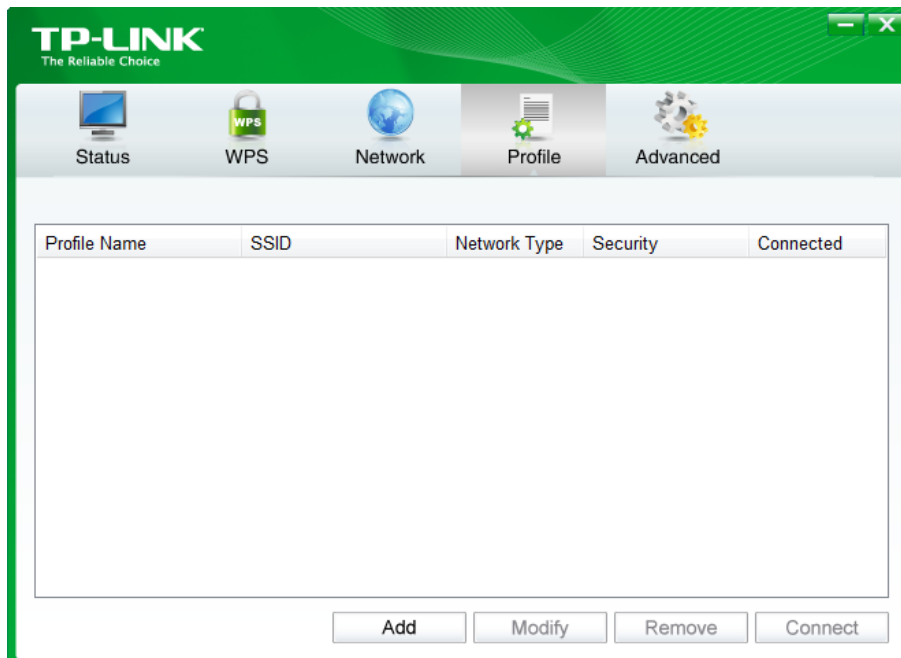 TP-LINK
The Reliable Choice
WPS
Status WPS Network Profile Advanced
Profile Name SSID Network Type Security Connected
Add Modify Remove Connect